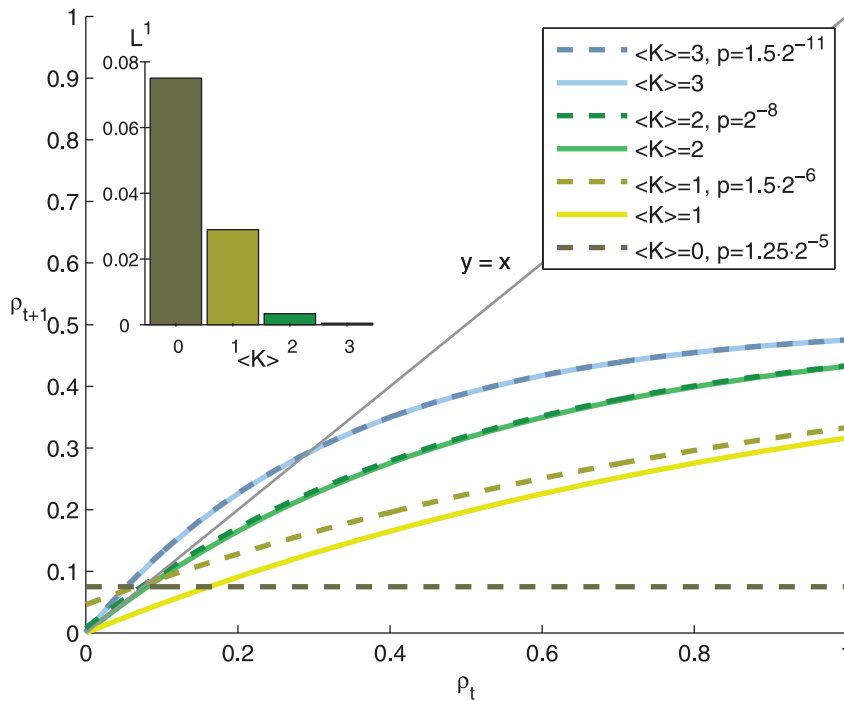 1
0.9
0.8
0.7
0.6
0.5
0.4
0.3
0.2
0.1
0
ρt+1
0
0.2
0.4
0.6
0.8
1
ρt
L¹
0.08
0.06
0.04
0.02
0
0
1
2
3
<K>
y = x
<K>=3, p=1.5·2⁻¹¹
<K>=3
<K>=2, p=2⁻⁸
<K>=2
<K>=1, p=1.5·2⁻⁶
<K>=1
<K>=0, p=1.25·2⁻⁵